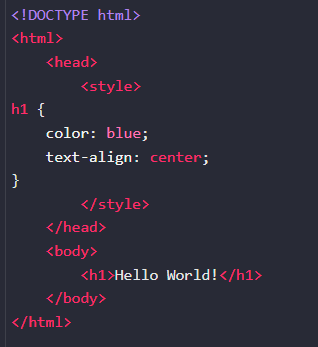 <!DOCTYPE html>
<html>
    <head>
        <style>
h1 {
    color: blue;
    text-align: center;
}
        </style>
    </head>
    <body>
        <h1>Hello World!</h1>
    </body>
</html>